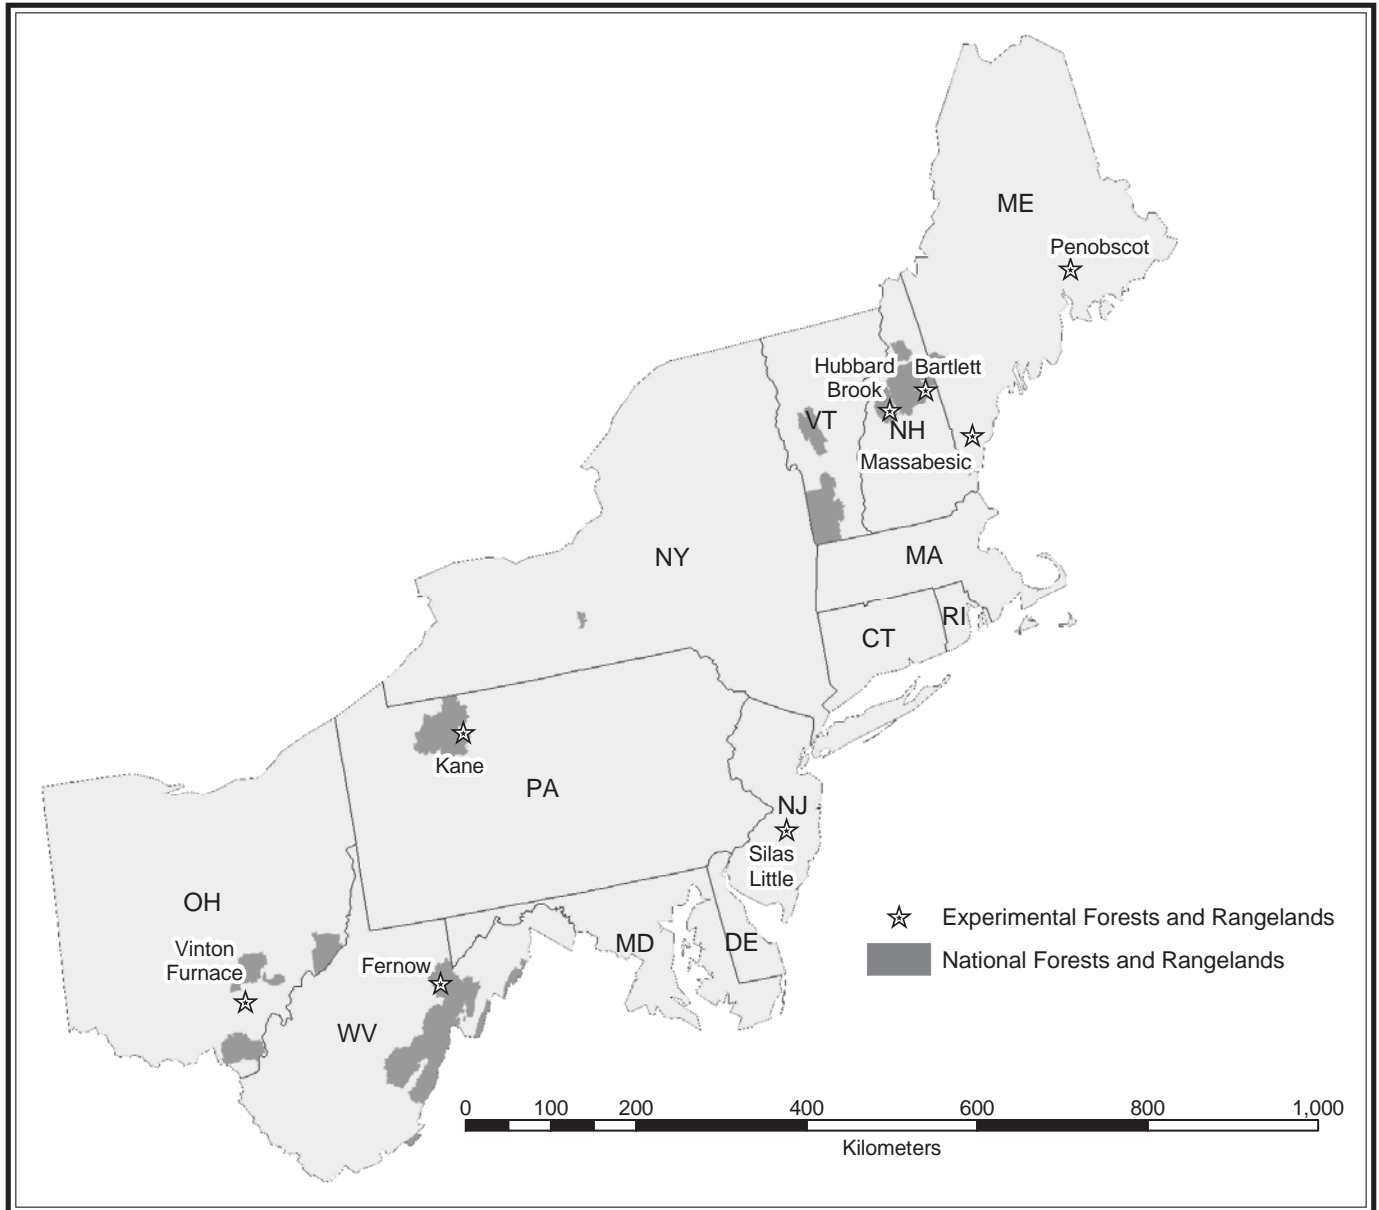 ME
Penobscot
Hubbard
Brook
Bartlett
VT
NH
Massabesic
NY
MA
CT
RI
Kane
PA
NJ
Silas
Little
OH
Vinton
Furnace
Fernow
MD
DE
WV
Experimental Forests and Rangelands
National Forests and Rangelands
0 100 200 400 600 800 1,000
Kilometers